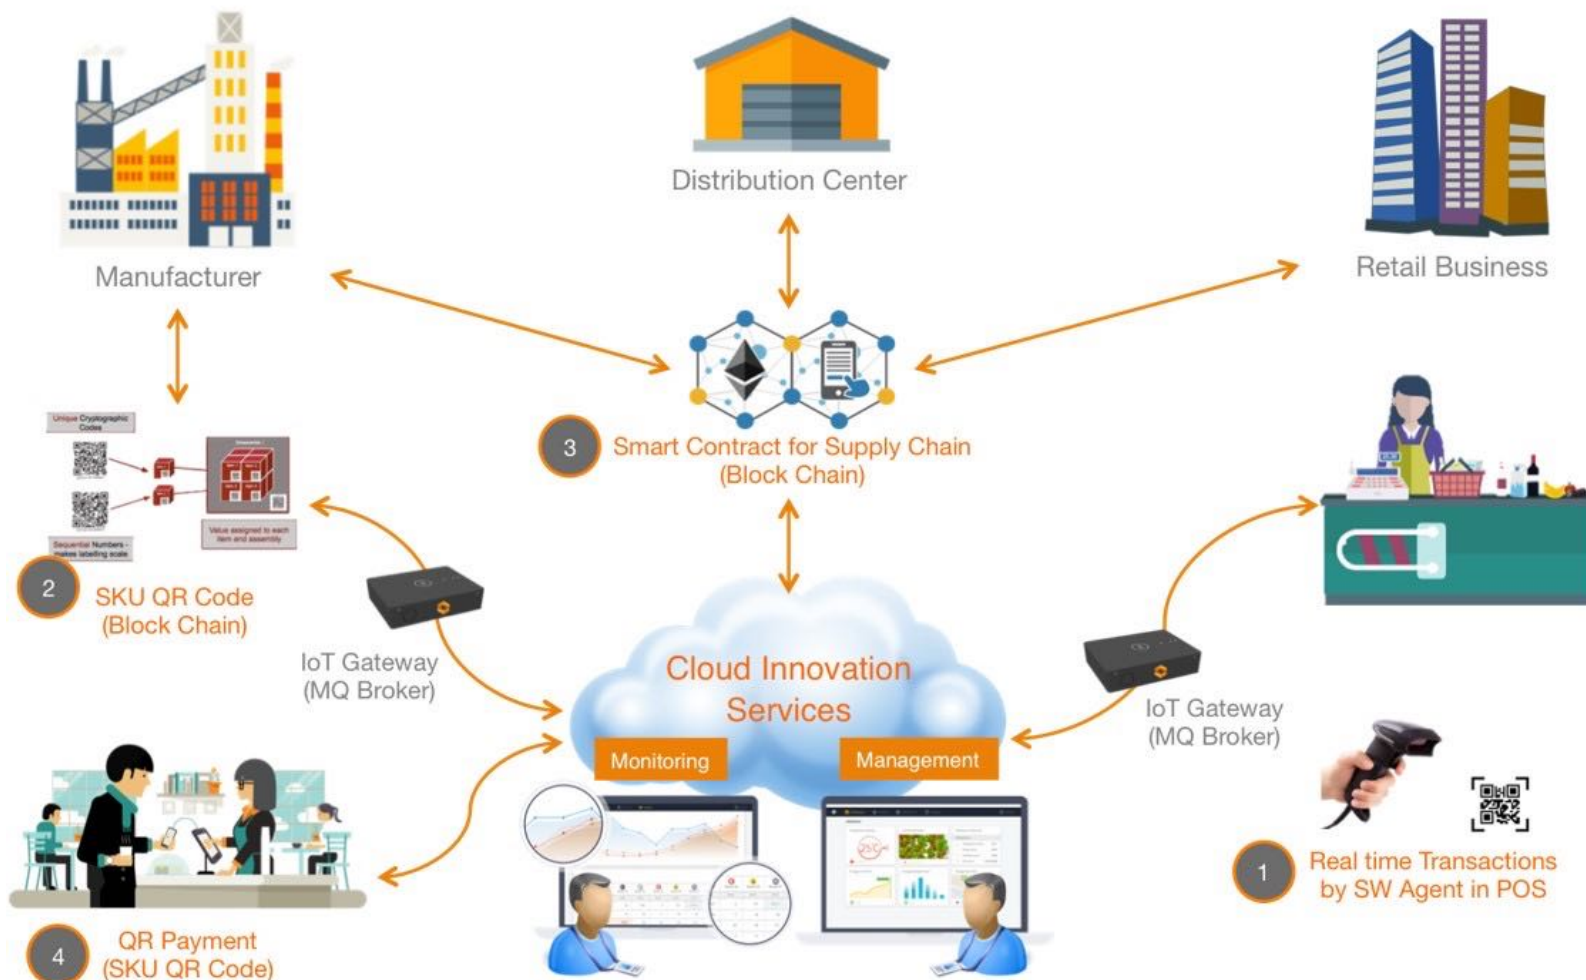 Distribution Center
Manufacturer
Retail Business
Unique Cryptographic
Codes
Sequential Numbers -
makes labelling scale
Value assigned to each
item and assembly
3
Smart Contract for Supply Chain
(Block Chain)
2
SKU QR Code
(Block Chain)
IoT Gateway
(MQ Broker)
Cloud Innovation
Services
Monitoring
Management
IoT Gateway
(MQ Broker)
1
Real time Transactions
by SW Agent in POS
4
QR Payment
(SKU QR Code)